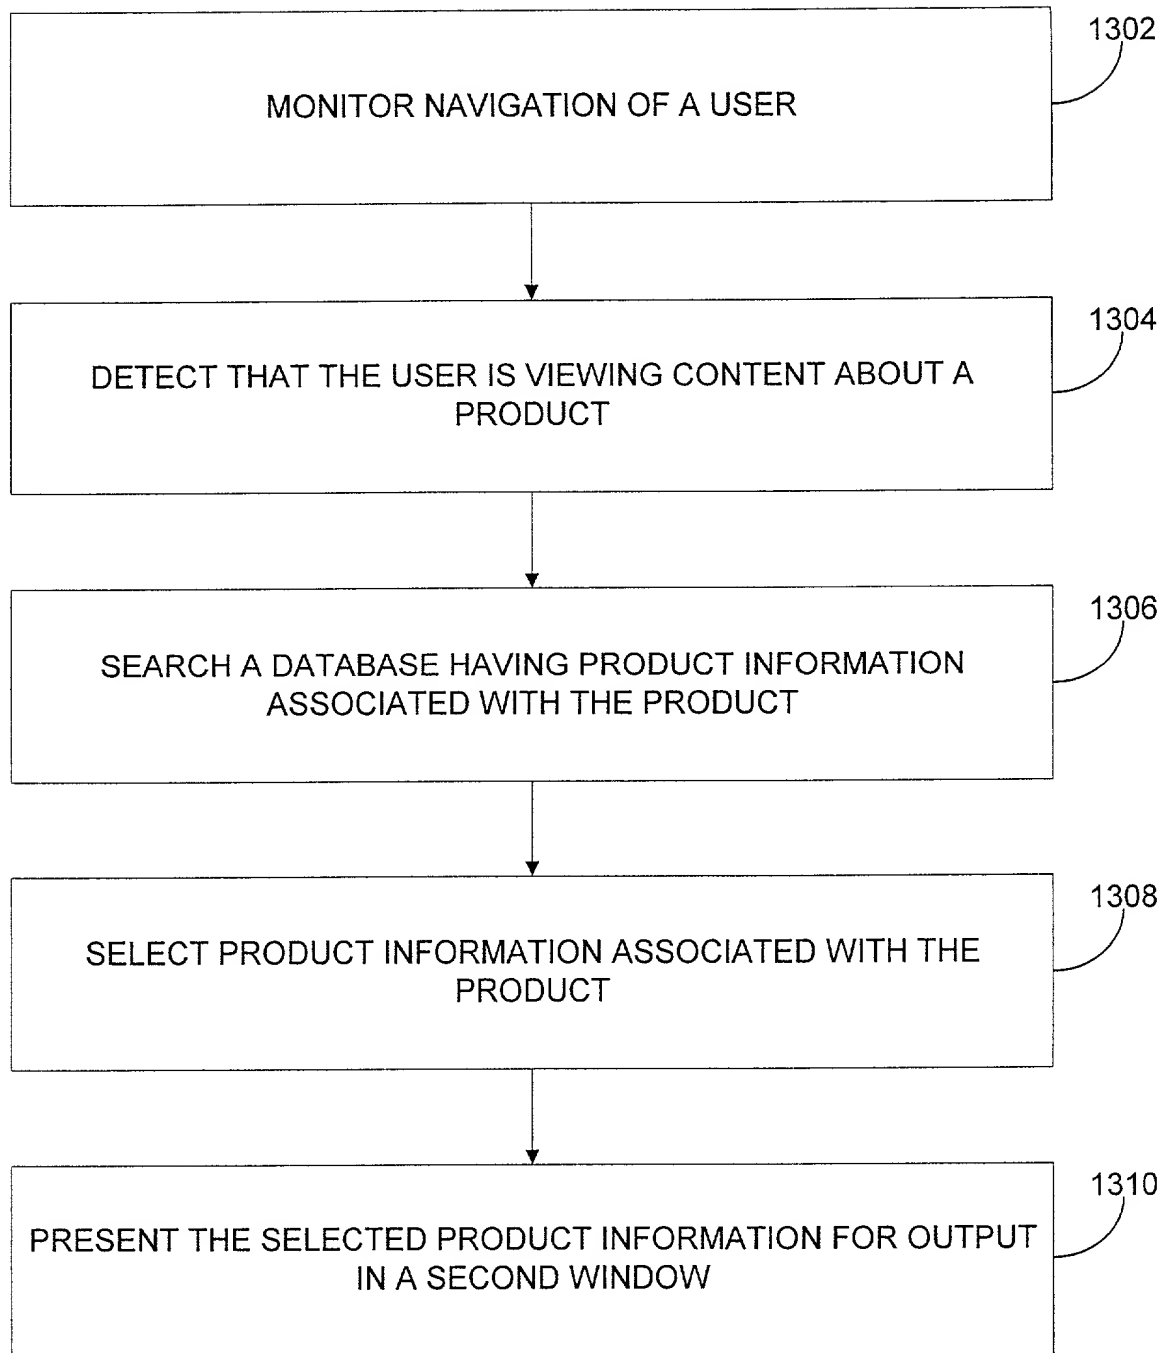 1302
MONITOR NAVIGATION OF A USER
1304
DETECT THAT THE USER IS VIEWING CONTENT ABOUT A
PRODUCT
1306
SEARCH A DATABASE HAVING PRODUCT INFORMATION
ASSOCIATED WITH THE PRODUCT
1308
SELECT PRODUCT INFORMATION ASSOCIATED WITH THE
PRODUCT
1310
PRESENT THE SELECTED PRODUCT INFORMATION FOR OUTPUT
IN A SECOND WINDOW